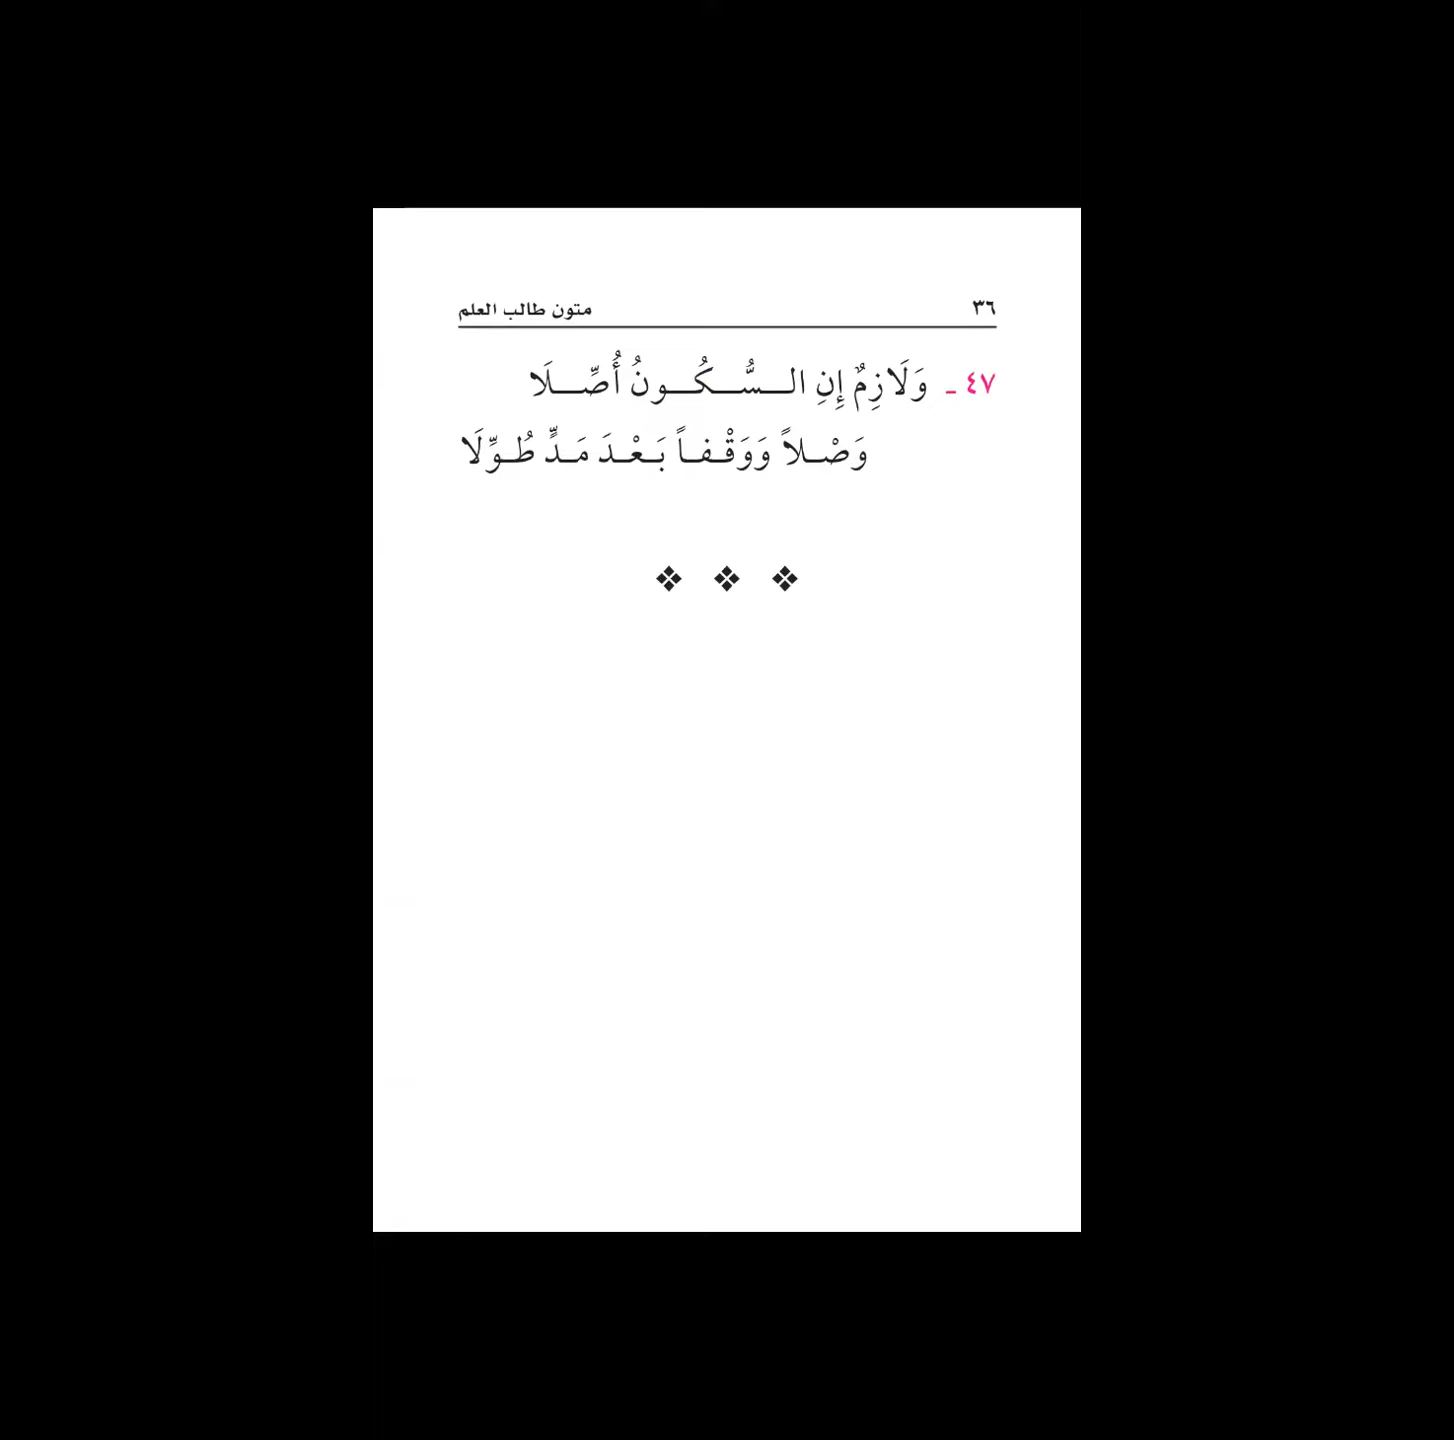 ٣٦ متون طالب العلم
٤٧ ـ وَلَازِمٌ إِنِ السُّكُونُ أُصِّلَا
وَصْلاً وَوَقْفاً بَعْدَ مَدٍّ طُوِّلَا